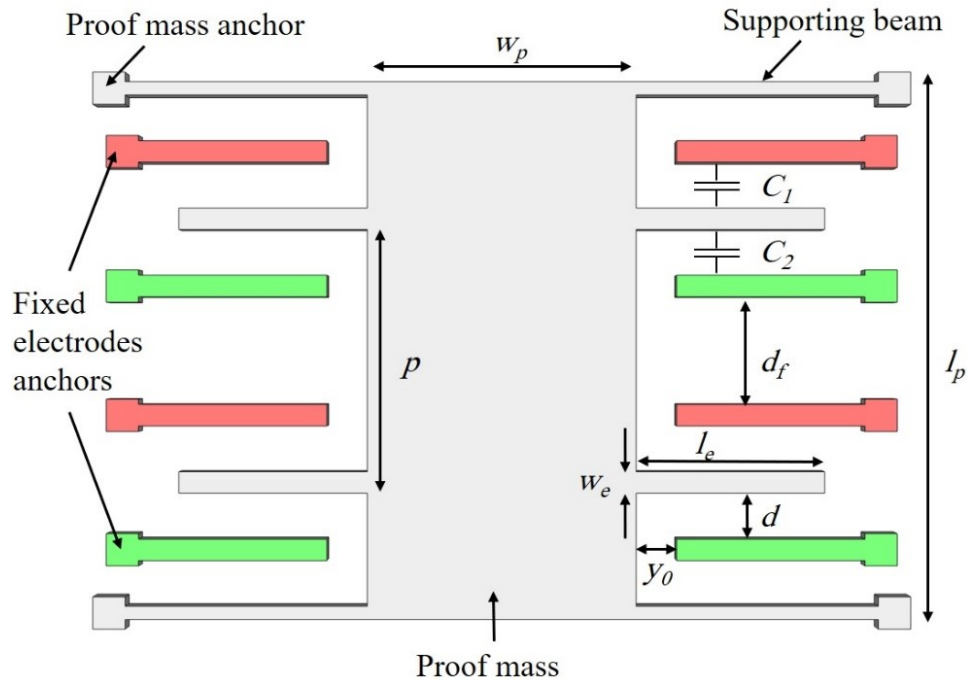 Proof mass anchor
w_p
Supporting beam
C_1
C_2
Fixed
electrodes
anchors
p
d_f
l_p
l_e
w_e
d
y_0
Proof mass